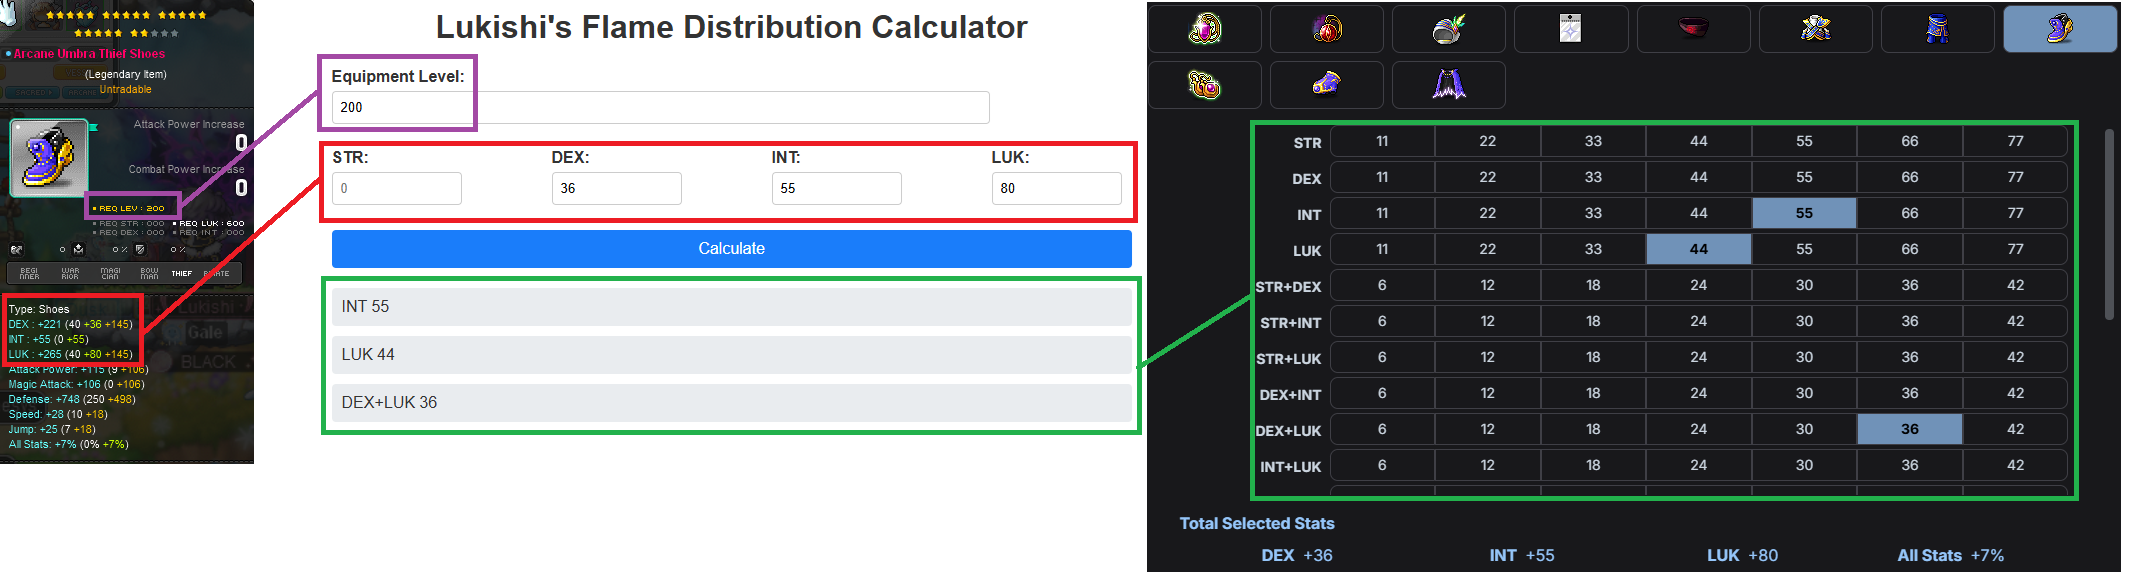 Arcane Umbra Thief Shoes
(Legendary Item)
Untradable
Attack Power Increase
0
Combat Power Increase
0
REQ LEV : 200
REQ STR : 000 REQ LUK : 600
REQ DEX : 000 REQ INT : 000
0 0 % 0 %
BEGINNER WARRIOR MAGICIAN BOWMAN THIEF PIRATE
Type: Shoes
DEX : +221 (40 +36 +145)
INT : +55 (0 +55)
LUK : +265 (40 +80 +145)
Attack Power: +115 (9 +106)
Magic Attack: +106 (0 +106)
Defense: +748 (250 +498)
Speed: +28 (10 +18)
Jump: +25 (7 +18)
All Stats: +7% (0% +7%)
Lukishi
Gale
BLACK
Lukishi's Flame Distribution Calculator
Equipment Level:
200
STR: DEX: INT: LUK:
0 36 55 80
Calculate
INT 55
LUK 44
DEX+LUK 36
STR 11 22 33 44 55 66 77
DEX 11 22 33 44 55 66 77
INT 11 22 33 44 55 66 77
LUK 11 22 33 44 55 66 77
STR+DEX 6 12 18 24 30 36 42
STR+INT 6 12 18 24 30 36 42
STR+LUK 6 12 18 24 30 36 42
DEX+INT 6 12 18 24 30 36 42
DEX+LUK 6 12 18 24 30 36 42
INT+LUK 6 12 18 24 30 36 42
Total Selected Stats
DEX +36 INT +55 LUK +80 All Stats +7%